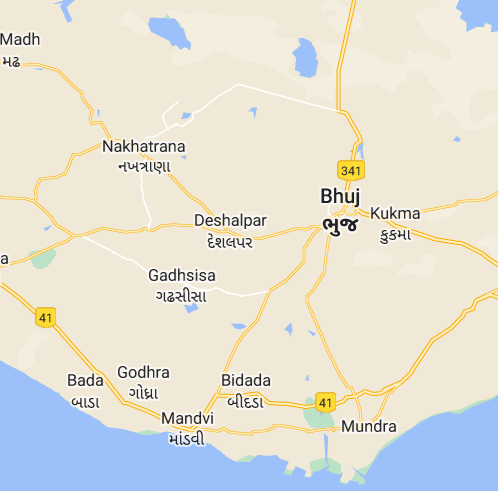 Madh
મઢ
Nakhatrana
નખત્રાણા
341
Bhuj
ભુજ
Kukma
કુકમા
Deshalpar
દેશલપર
a
Gadhsisa
ગઢસીસા
41
Godhra
ગોધ્રા
Bada
બાડા
Bidada
બીદડા
41
Mandvi
માંડવી
Mundra